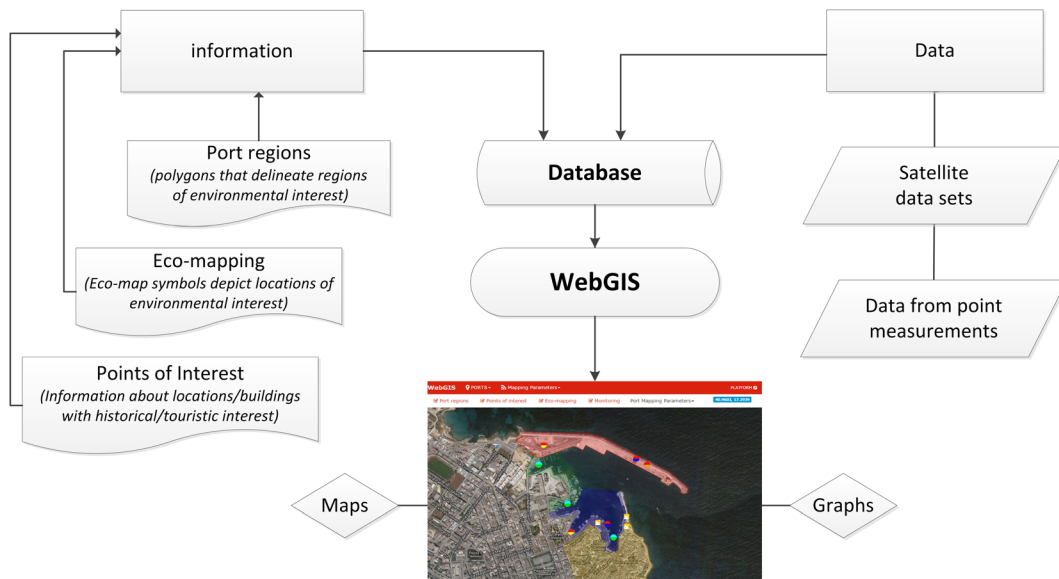 information
Data
Port regions
(polygons that delineate regions
of environmental interest)
Database
Satellite
data sets
Eco-mapping
(Eco-map symbols depict locations of
environmental interest)
WebGIS
Data from point
measurements
Points of Interest
(Information about locations/buildings
with historical/touristic interest)
WebGIS PORTS Mapping Parameters PLATFORM
Port regions Points of interest Eco-mapping Monitoring Port Mapping Parameters
Maps
Graphs